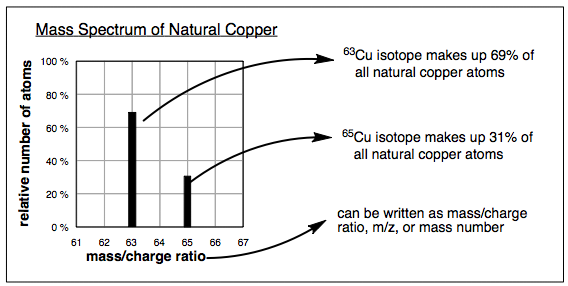 Mass Spectrum of Natural Copper
relative number of atoms
100 %
80 %
60 %
40 %
20 %
0 %
61 62 63 64 65 66 67
mass/charge ratio
⁶³Cu isotope makes up 69% of
all natural copper atoms
⁶⁵Cu isotope makes up 31% of
all natural copper atoms
can be written as mass/charge
ratio, m/z, or mass number